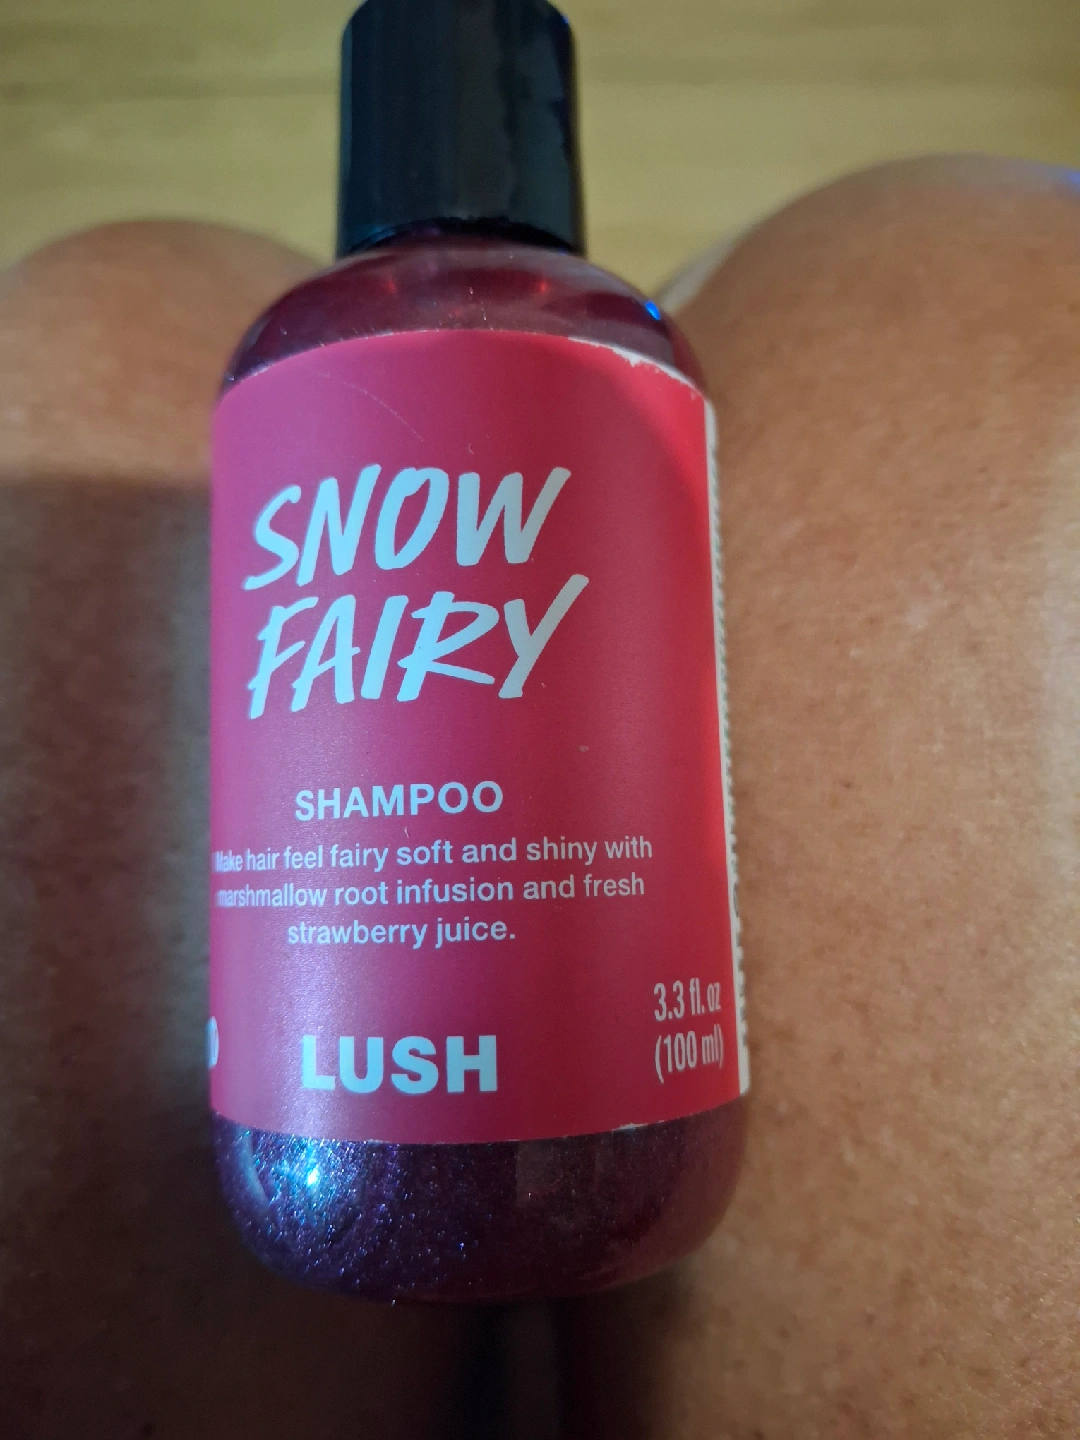 SNOW
FAIRY
SHAMPOO
Make hair feel fairy soft and shiny with
marshmallow root infusion and fresh
strawberry juice.
3.3 fl. oz
(100 ml)
LUSH